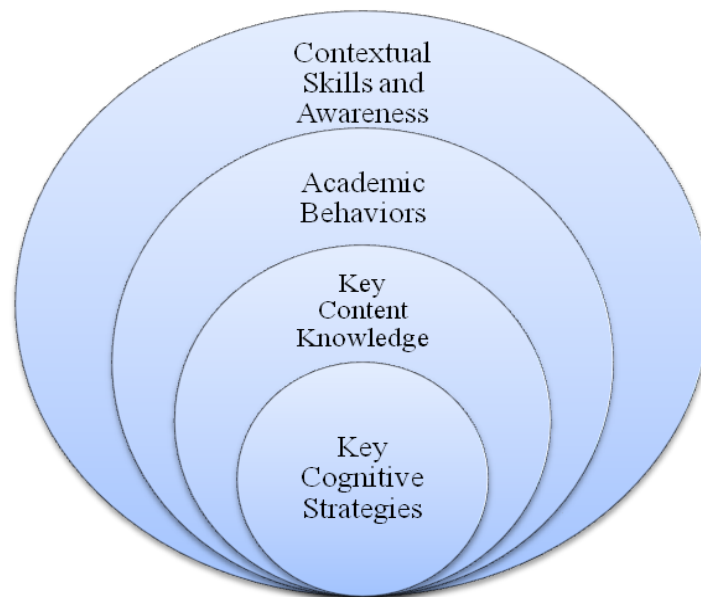 Contextual
Skills and
Awareness
Academic
Behaviors
Key
Content
Knowledge
Key
Cognitive
Strategies